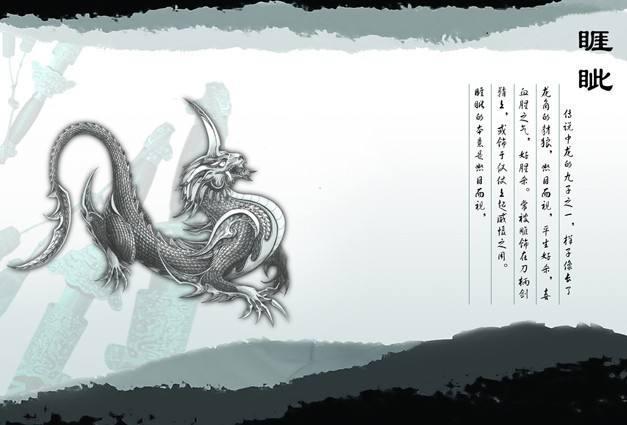 睚眦
传说中龙的九子之一，样子像长了
龙角的豺狼，怒目而视，平生好杀，喜
血腥之气，好腥杀。常被雕饰在刀柄剑
鞘上，或饰于仪仗上起威慑之用。
睚眦的本意是怒目而视，